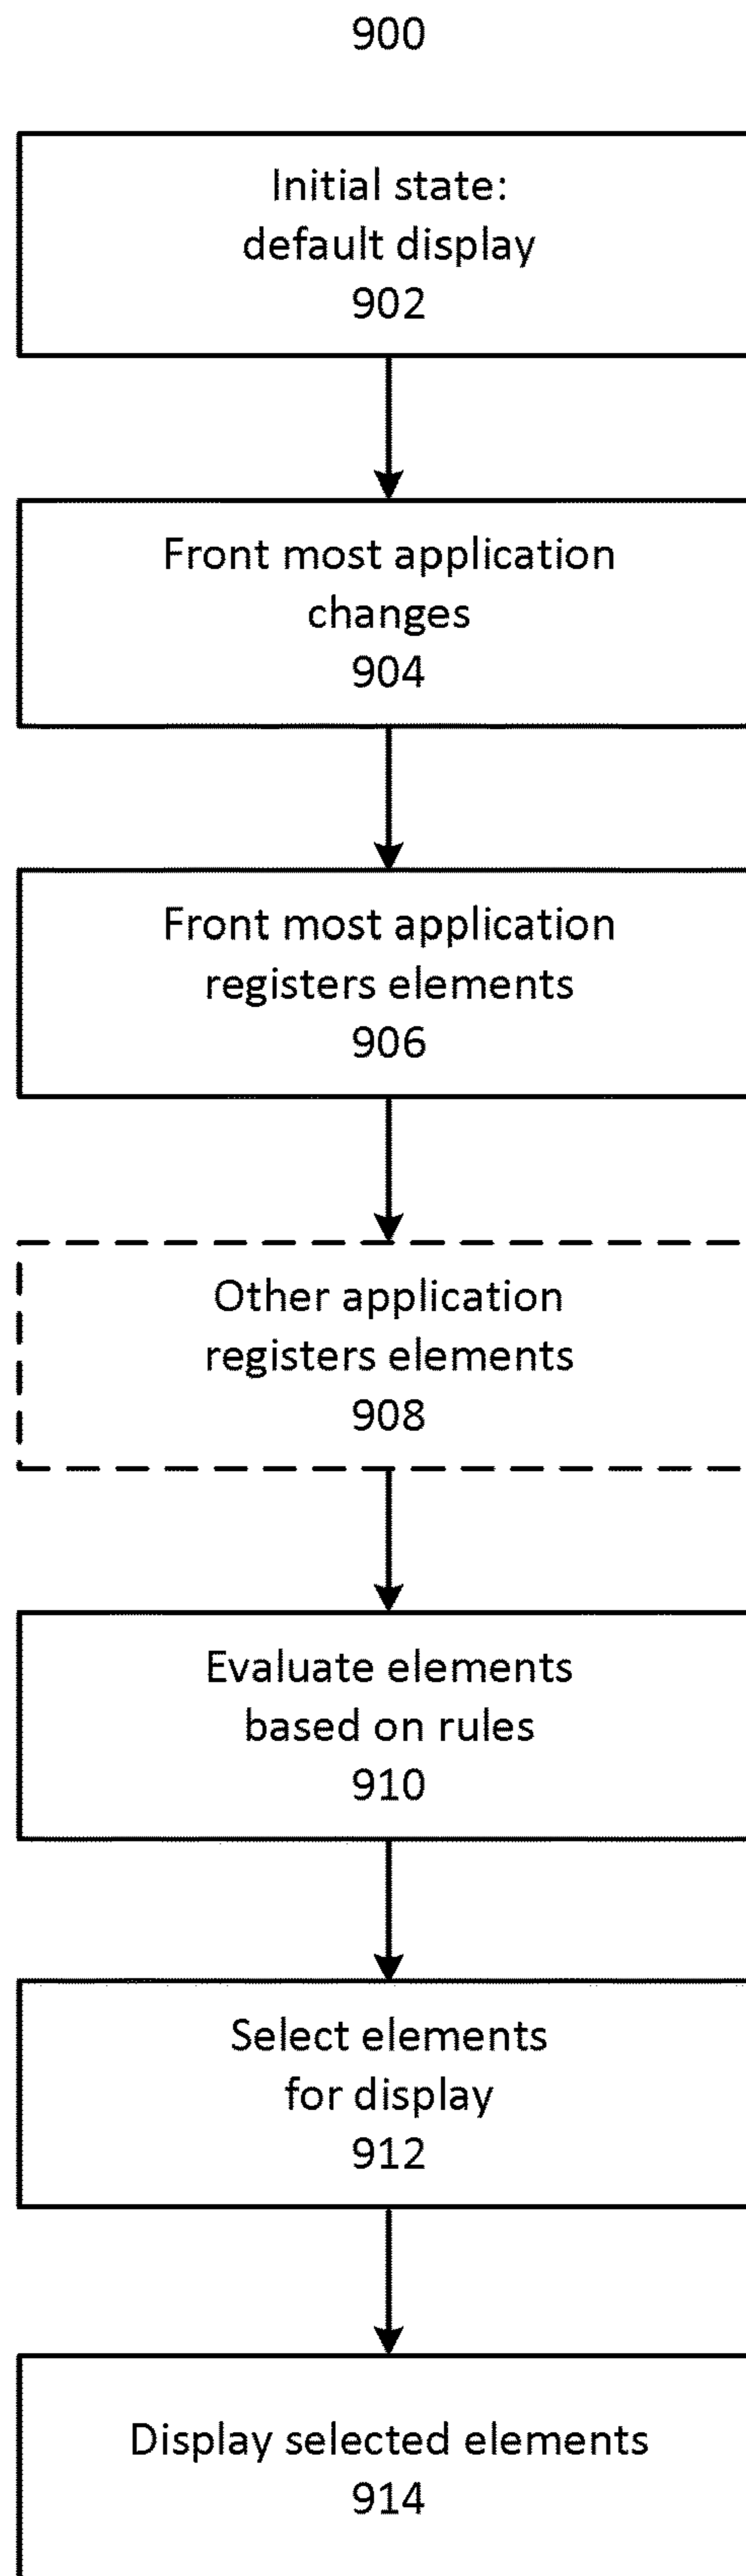 900
Initial state:
default display
902
Front most application
changes
904
Front most application
registers elements
906
Other application
registers elements
908
Evaluate elements
based on rules
910
Select elements
for display
912
Display selected elements
914